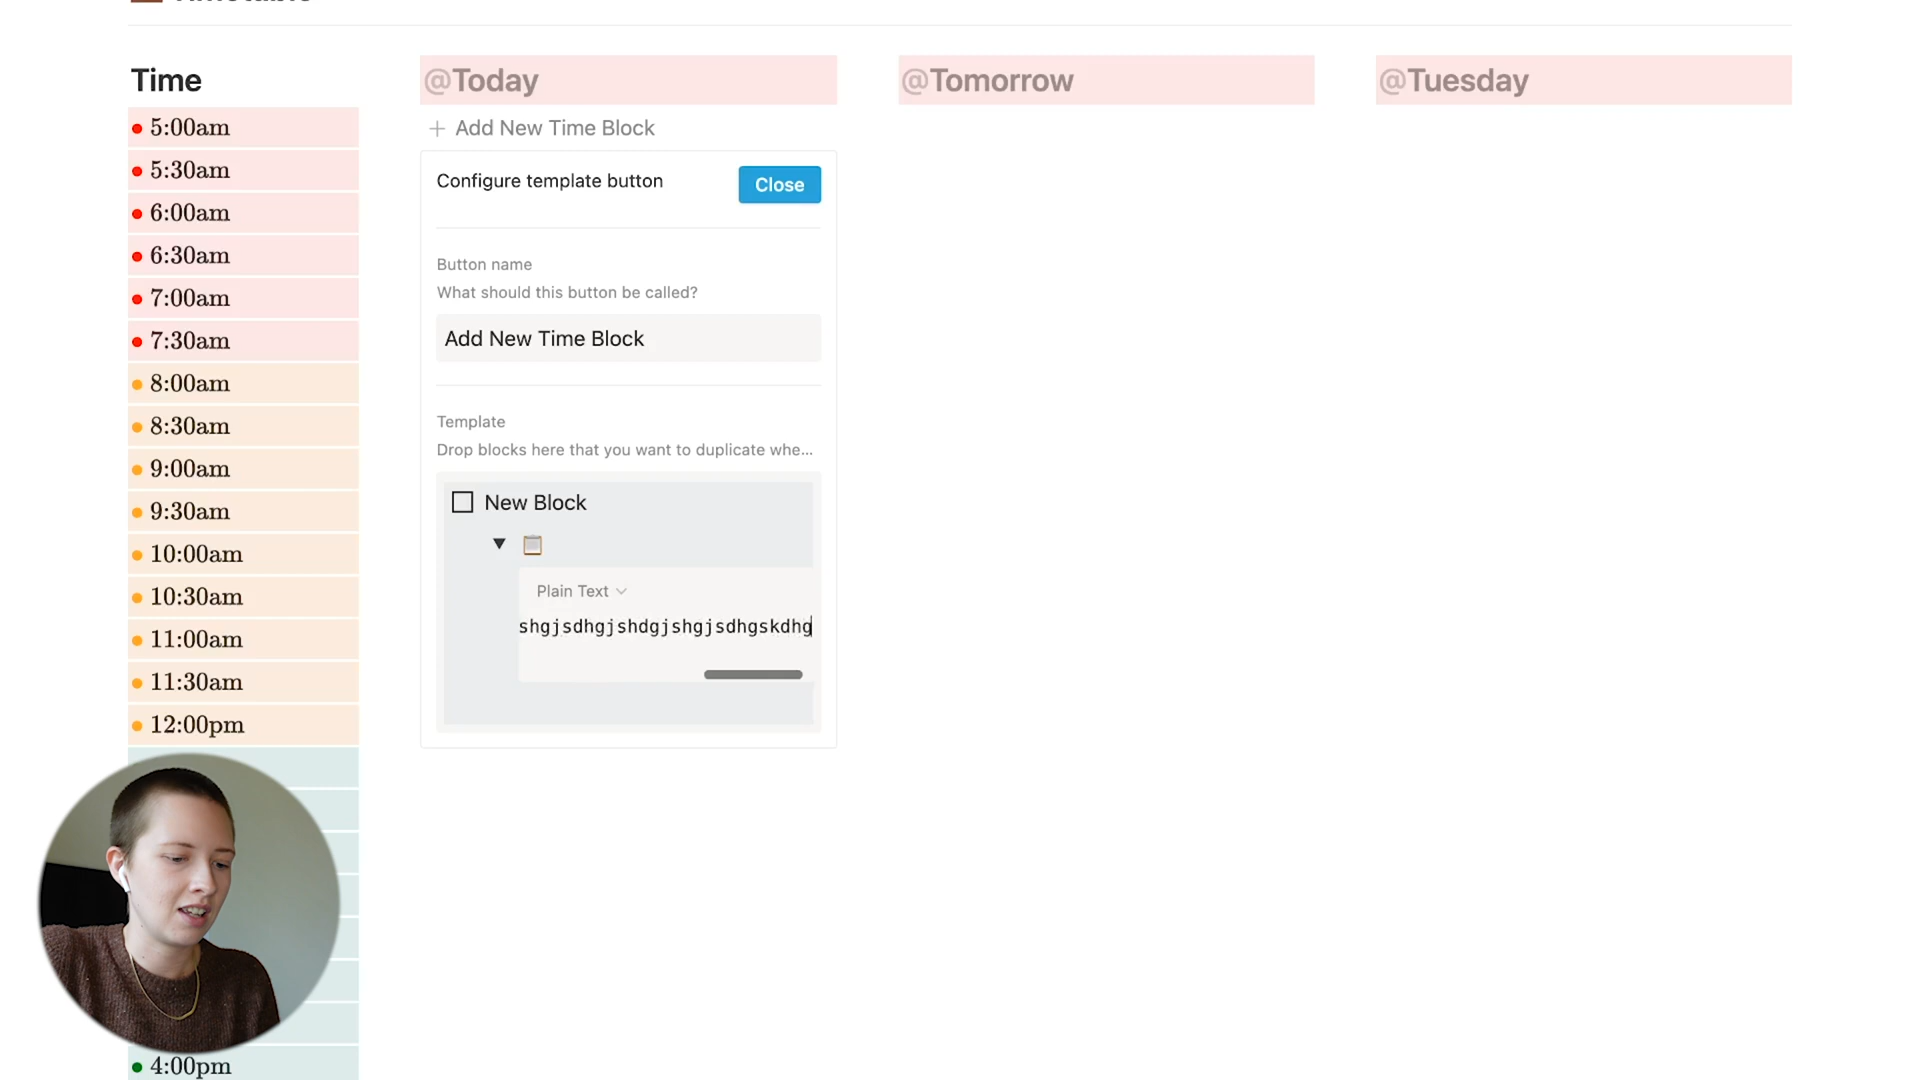 Time
@Today
@Tomorrow
@Tuesday
5:00am
5:30am
6:00am
6:30am
7:00am
7:30am
8:00am
8:30am
9:00am
9:30am
10:00am
10:30am
11:00am
11:30am
12:00pm
4:00pm
+ Add New Time Block
Configure template button
Close
Button name
What should this button be called?
Add New Time Block
Template
Drop blocks here that you want to duplicate whe...
New Block
Plain Text
shgjsdhgjshdgjshgjsdhgskdhg